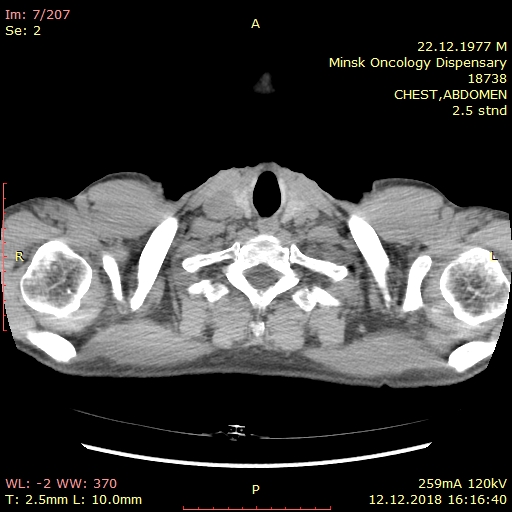 Im: 7/207
Se: 2
A
22.12.1977 M
Minsk Oncology Dispensary
18738
CHEST,ABDOMEN
2.5 stnd
R
L
WL: -2 WW: 370
T: 2.5mm L: 10.0mm
P
259mA 120kV
12.12.2018 16:16:40